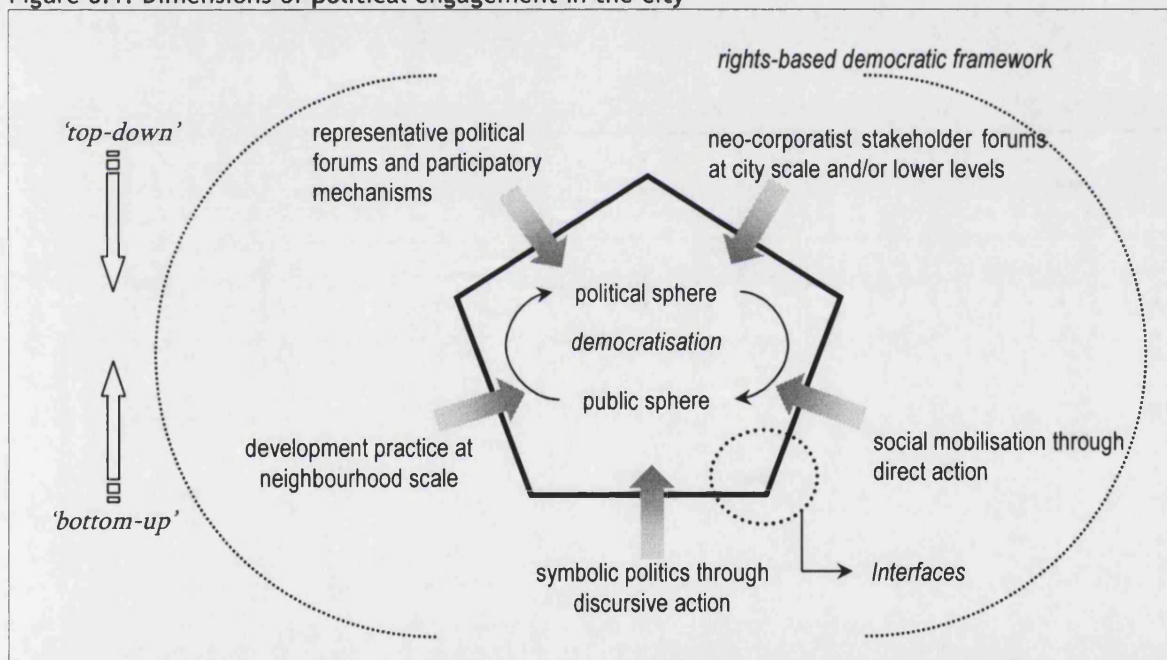 Figure 6.1: Dimensions of political engagement in the city
rights-based democratic framework
'top-down'
representative political
forums and participatory
mechanisms
neo-corporatist stakeholder forums
at city scale and/or lower levels
political sphere
democratisation
public sphere
development practice at
neighbourhood scale
social mobilisation through
direct action
'bottom-up'
symbolic politics through
discursive action
Interfaces